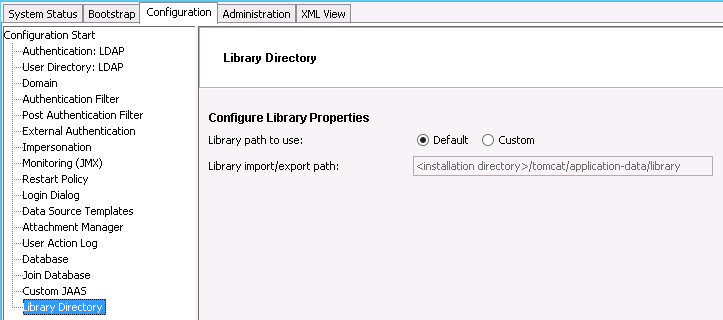 System Status Bootstrap Configuration Administration XML View
Configuration Start
Authentication: LDAP
User Directory: LDAP
Domain
Authentication Filter
Post Authentication Filter
External Authentication
Impersonation
Monitoring (JMX)
Restart Policy
Login Dialog
Data Source Templates
Attachment Manager
User Action Log
Database
Join Database
Custom JAAS
Library Directory
Library Directory
Configure Library Properties
Library path to use: Default Custom
Library import/export path: <installation directory>/tomcat/application-data/library